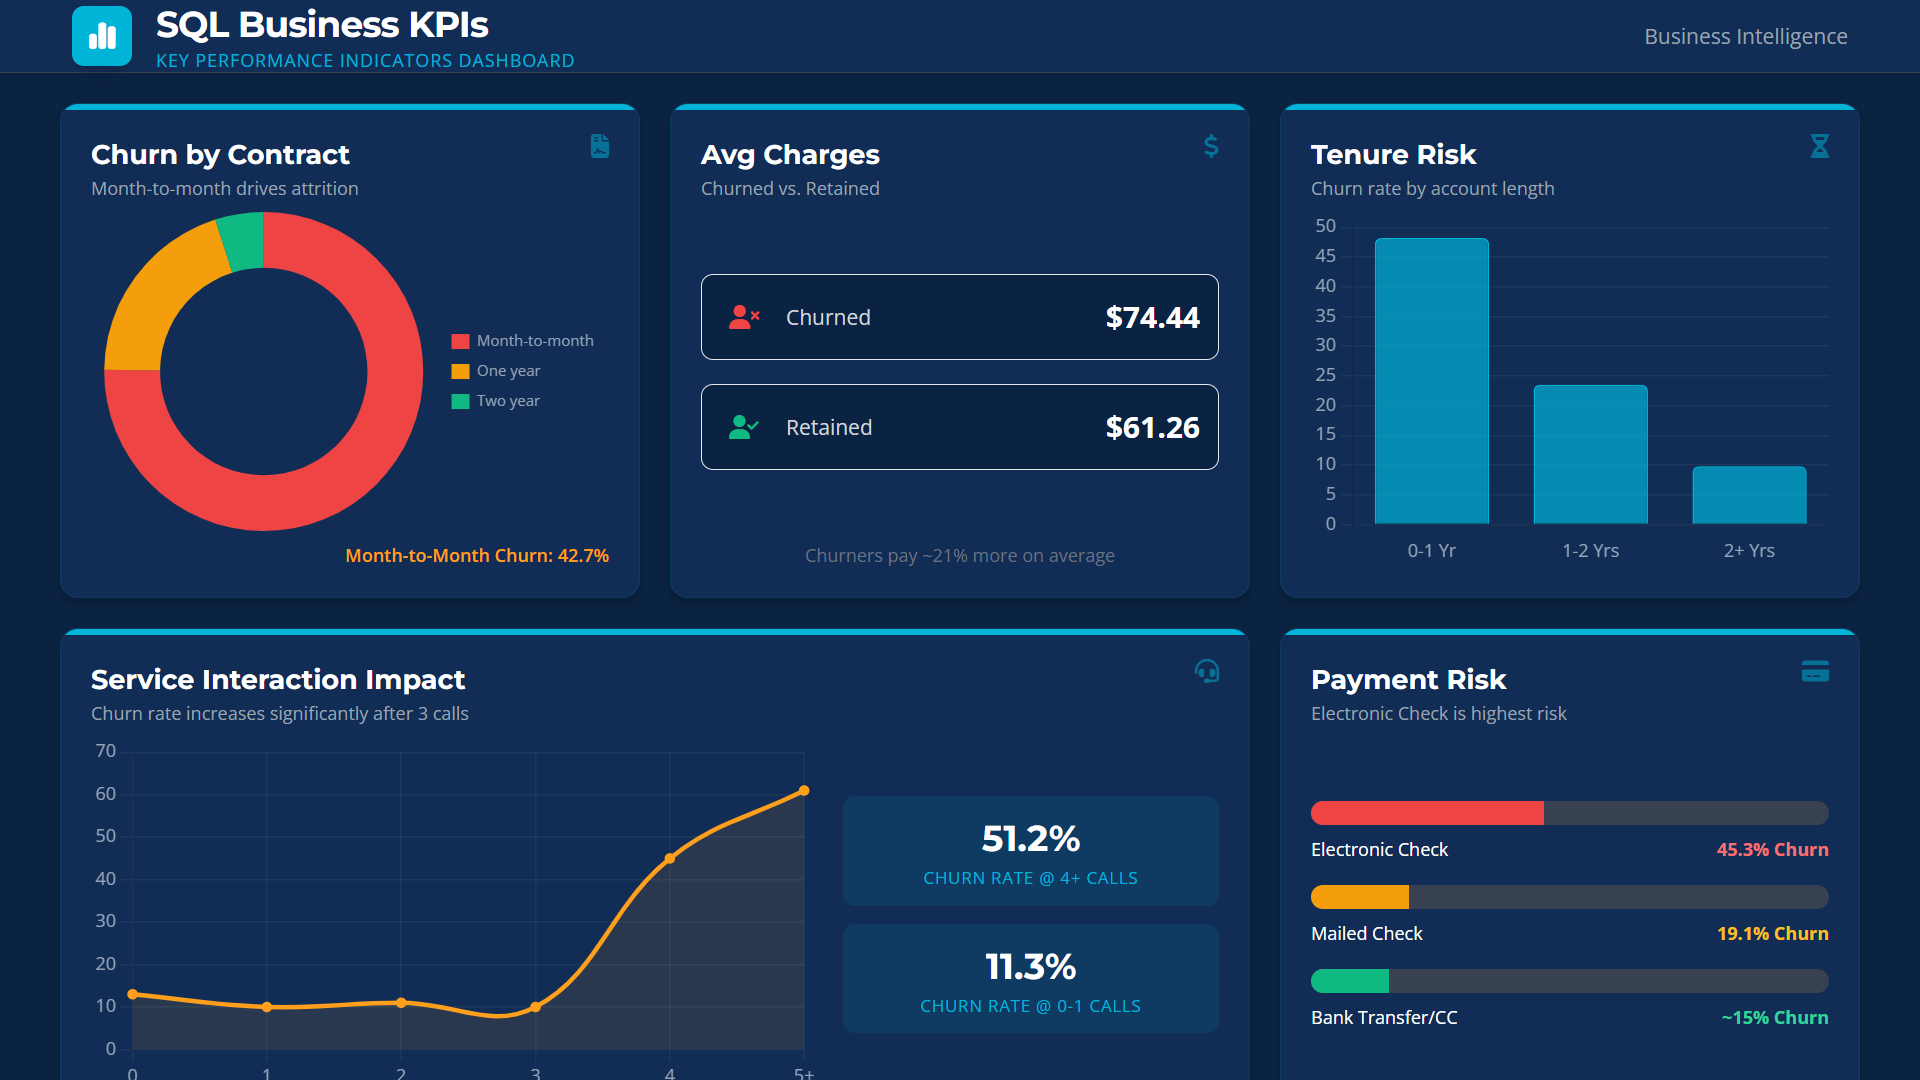 SQL Business KPIs
KEY PERFORMANCE INDICATORS DASHBOARD
Business Intelligence
Churn by Contract
Month-to-month drives attrition
Month-to-month
One year
Two year
Month-to-Month Churn: 42.7%
Avg Charges
Churned vs. Retained
Churned
$74.44
Retained
$61.26
Churners pay ~21% more on average
Tenure Risk
Churn rate by account length
50
45
40
35
30
25
20
15
10
5
0
0-1 Yr
1-2 Yrs
2+ Yrs
Service Interaction Impact
Churn rate increases significantly after 3 calls
70
60
50
40
30
20
10
0
0
1
2
3
4
5+
51.2%
CHURN RATE @ 4+ CALLS
11.3%
CHURN RATE @ 0-1 CALLS
Payment Risk
Electronic Check is highest risk
Electronic Check
45.3% Churn
Mailed Check
19.1% Churn
Bank Transfer/CC
~15% Churn